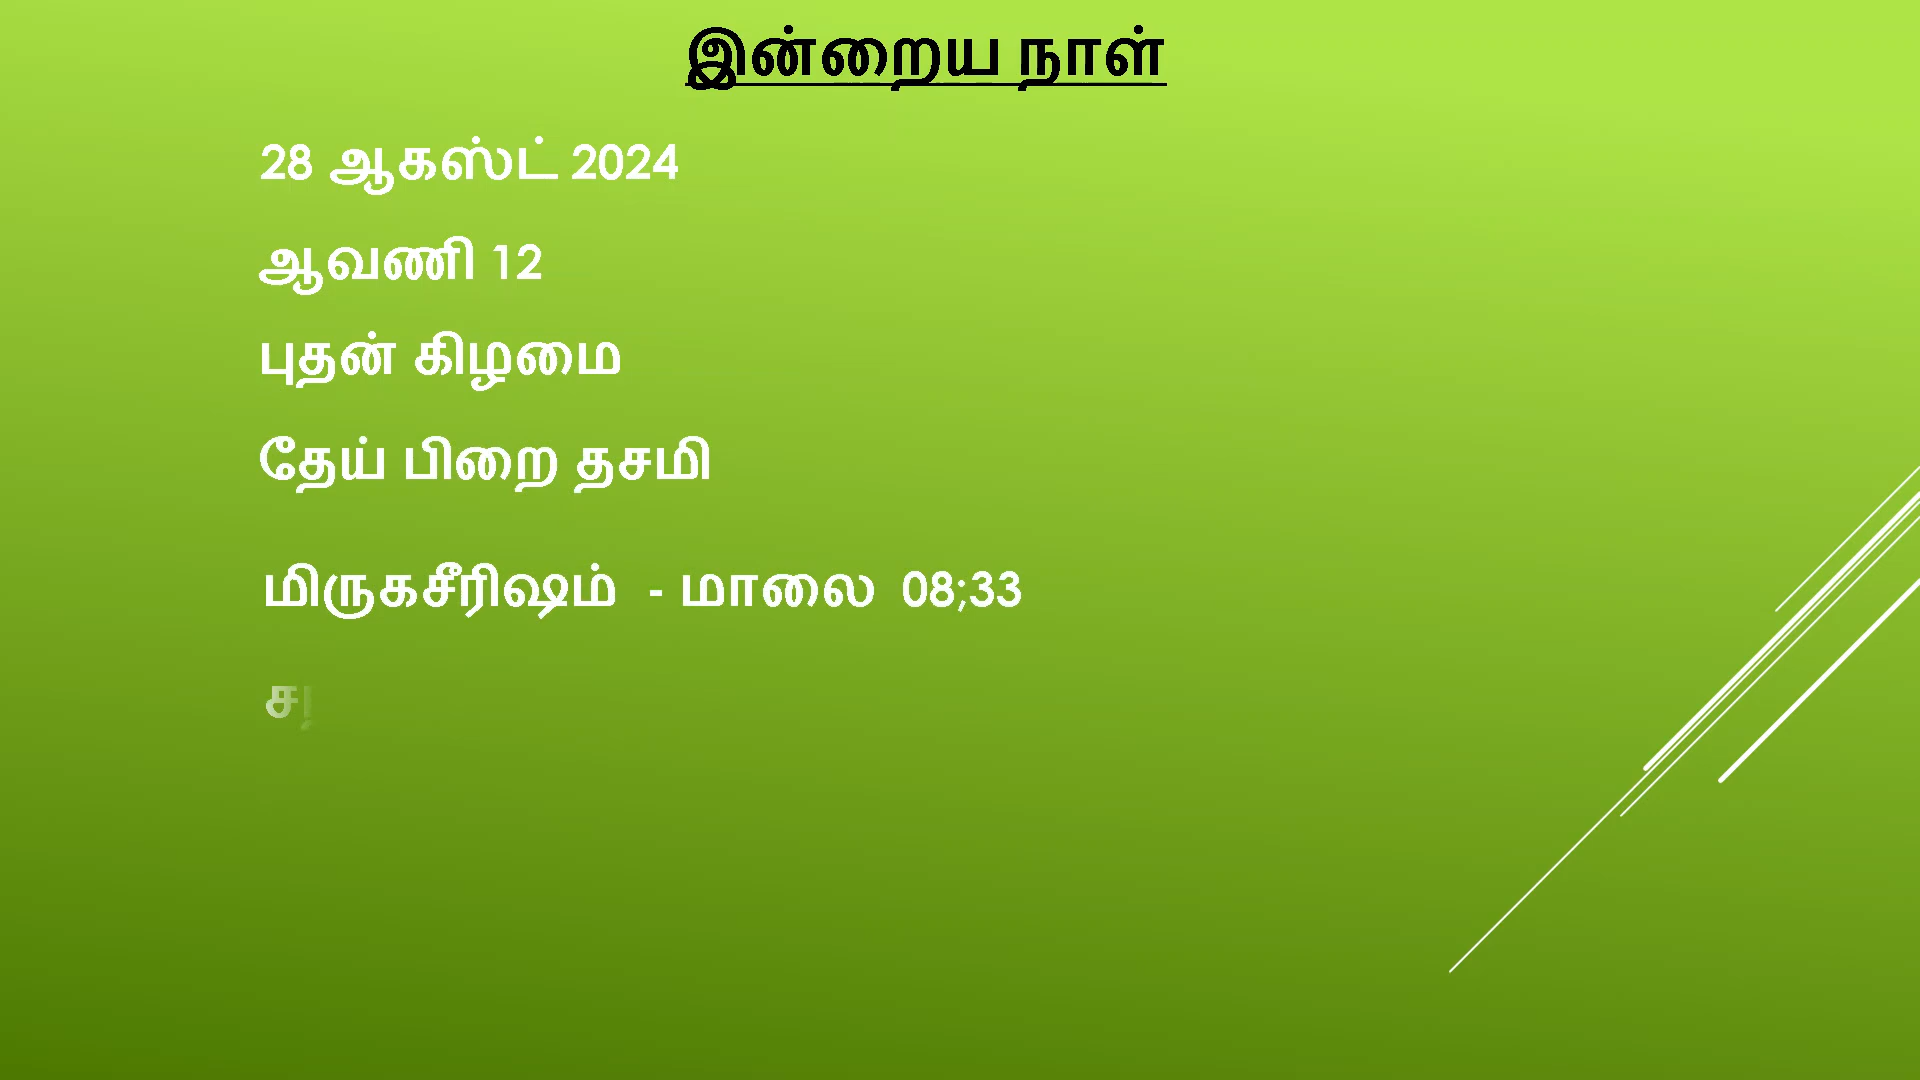 இன்றைய நாள்
28 ஆகஸ்ட் 2024
ஆவணி 12
புதன் கிழமை
தேய் பிறை தசமி
மிருகசீரிஷம் - மாலை 08;33